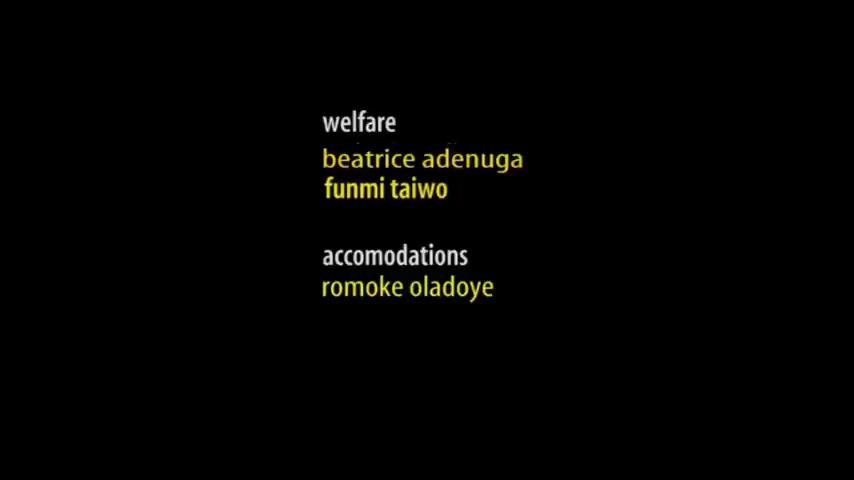 welfare
beatrice adenuga
funmi taiwo
accomodations
romoke oladoye